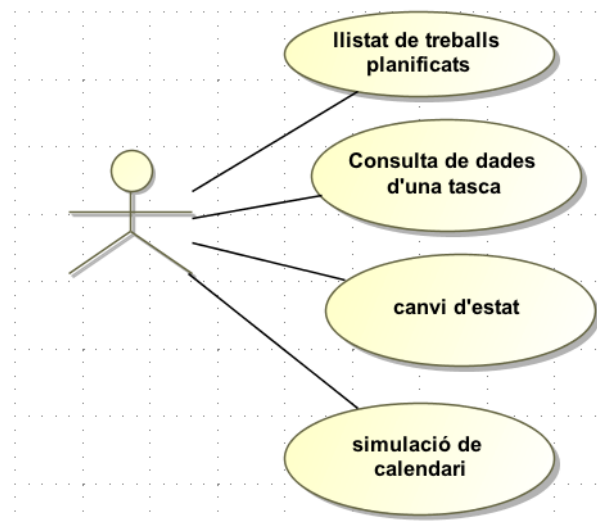 llistat de treballs
planificats
Consulta de dades
d'una tasca
canvi d'estat
simulació de
calendari